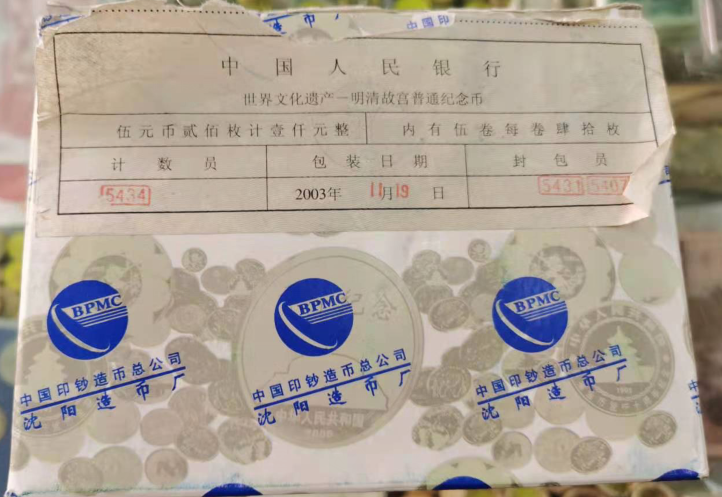 中国印
造币
中国人民银行
世界文化遗产—明清故宫普通纪念币
伍元币贰佰枚计壹仟元整 内有伍卷每卷肆拾枚
计数员 包装日期 封包员
5434 2003年11月19日 5431 5407
BPMC BPMC BPMC
中国印钞造币总公司 中国印钞造币总公司 中国印钞造币总公司
沈阳造币厂 沈阳造币厂 沈阳造币厂